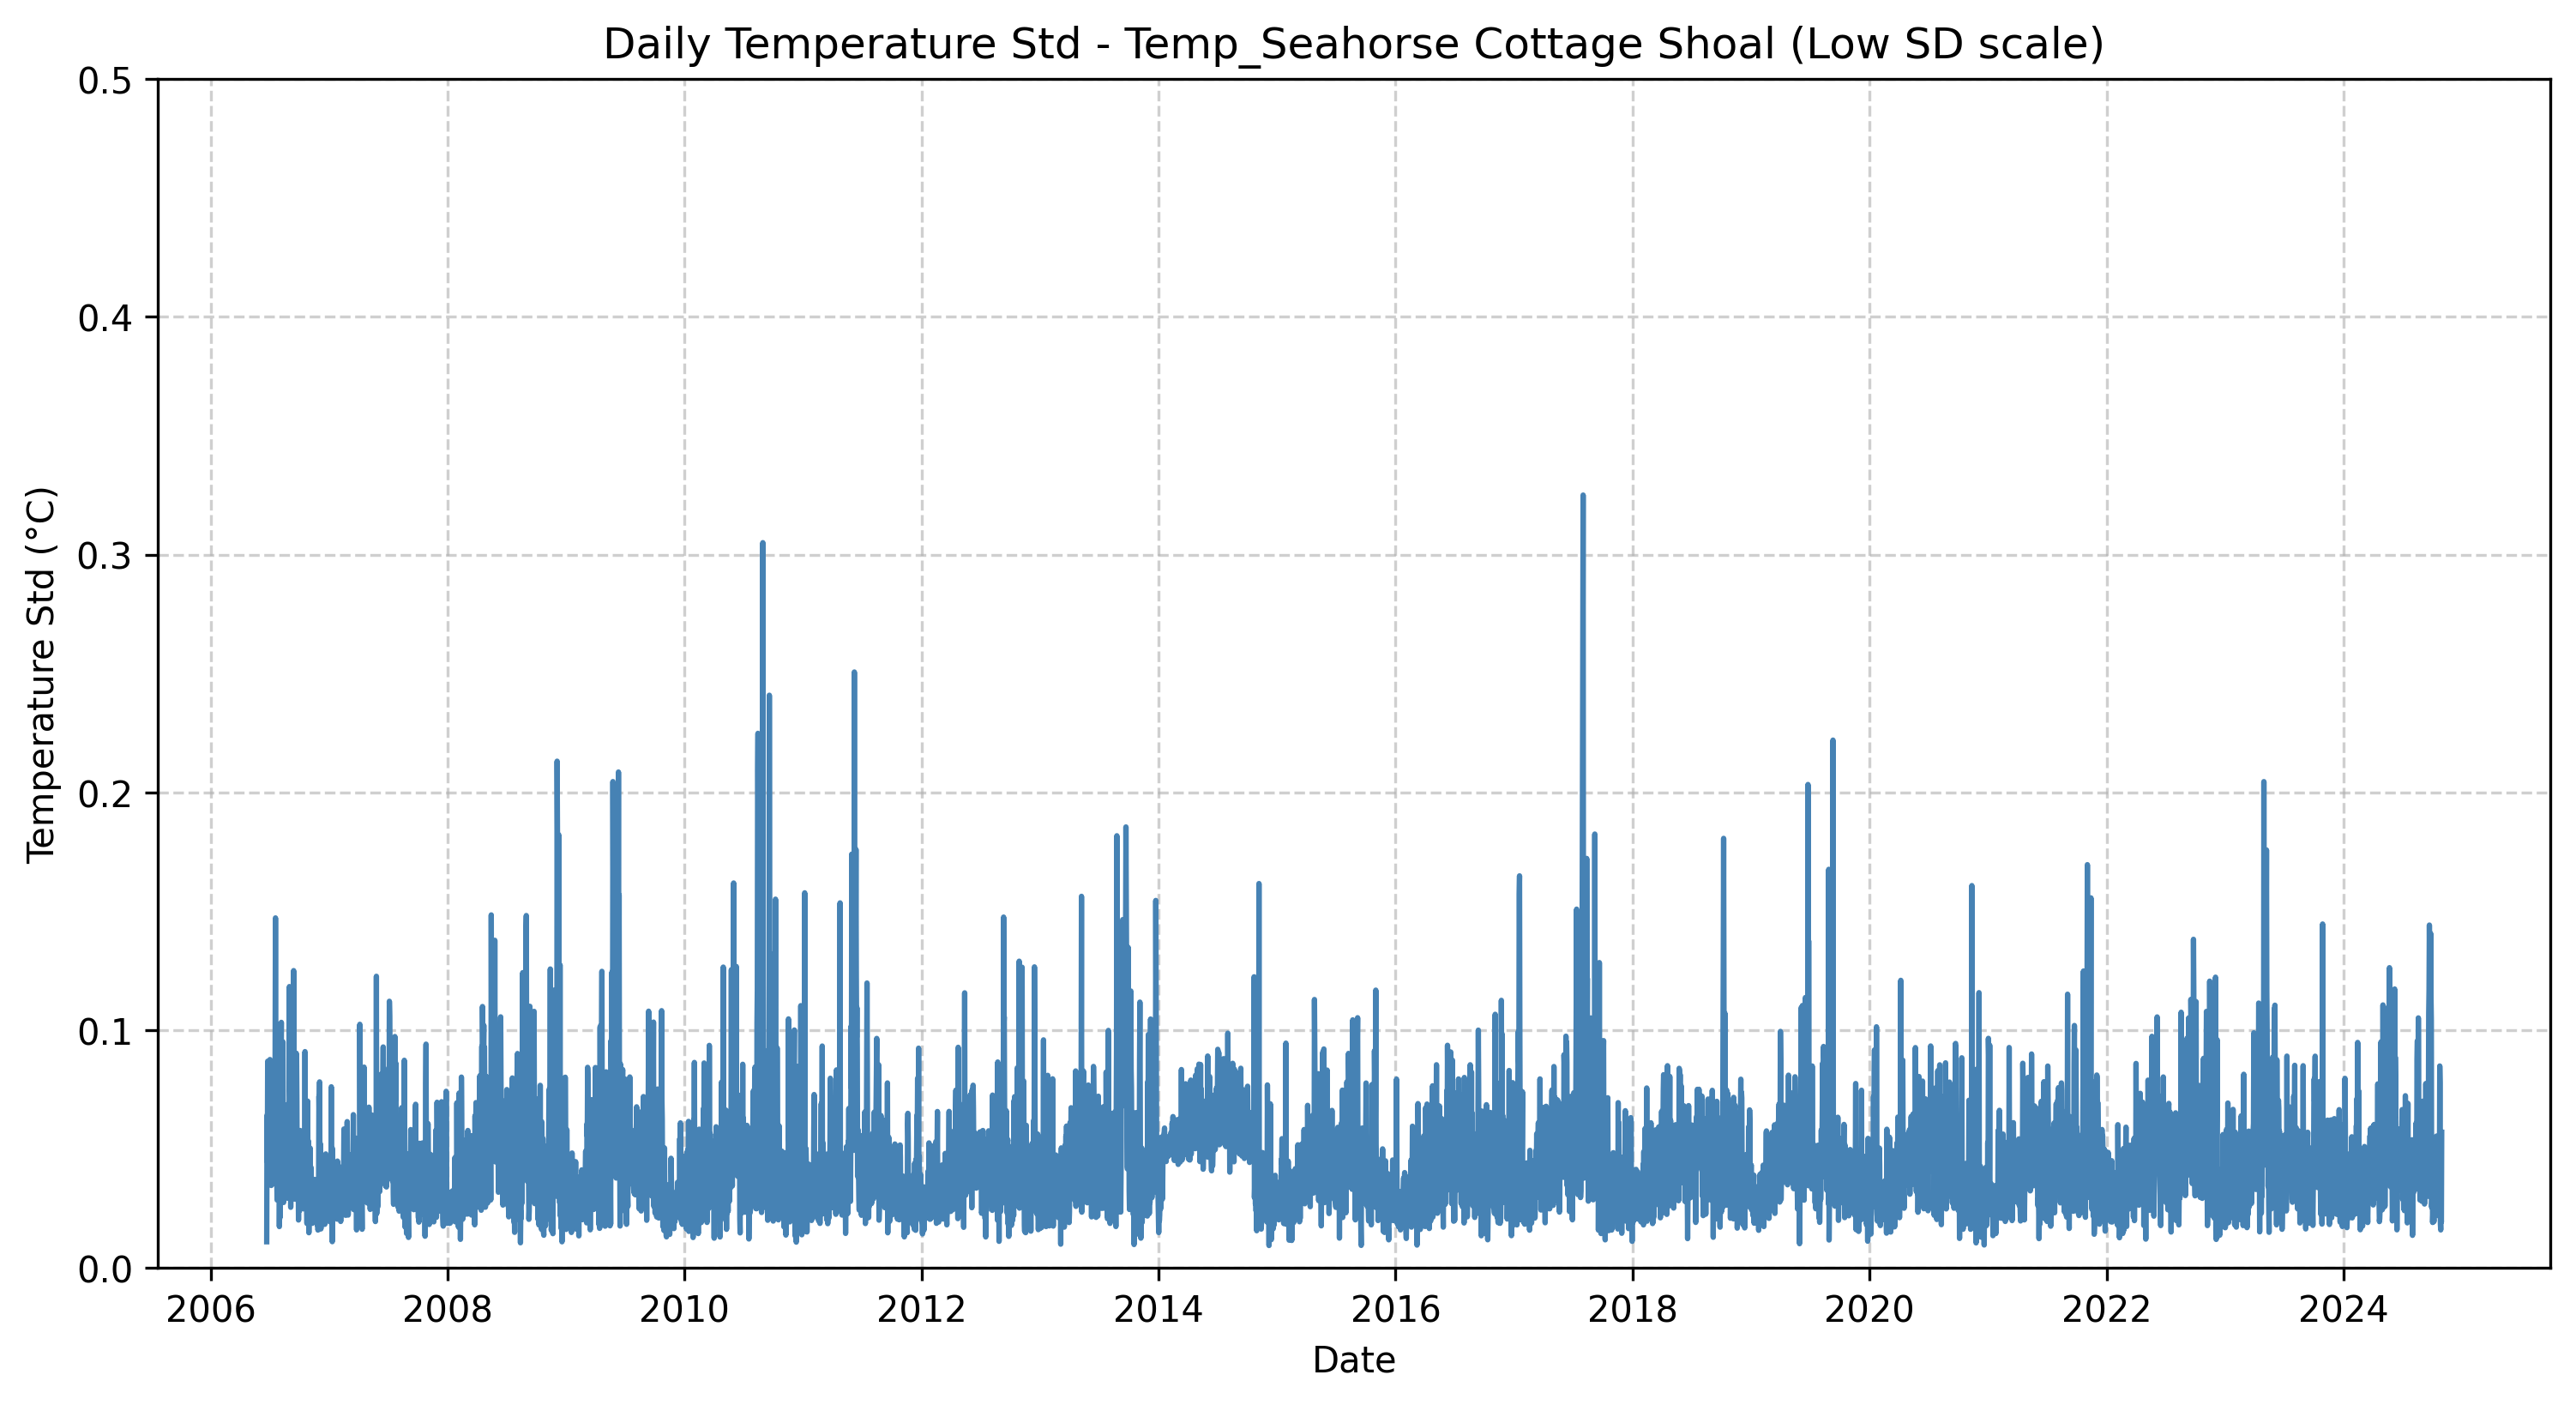 Daily Temperature Std - Temp_Seahorse Cottage Shoal (Low SD scale)
0.5
0.4
0.3
0.2
0.1
0.0
Temperature Std (°C)
2006 2008 2010 2012 2014 2016 2018 2020 2022 2024
Date